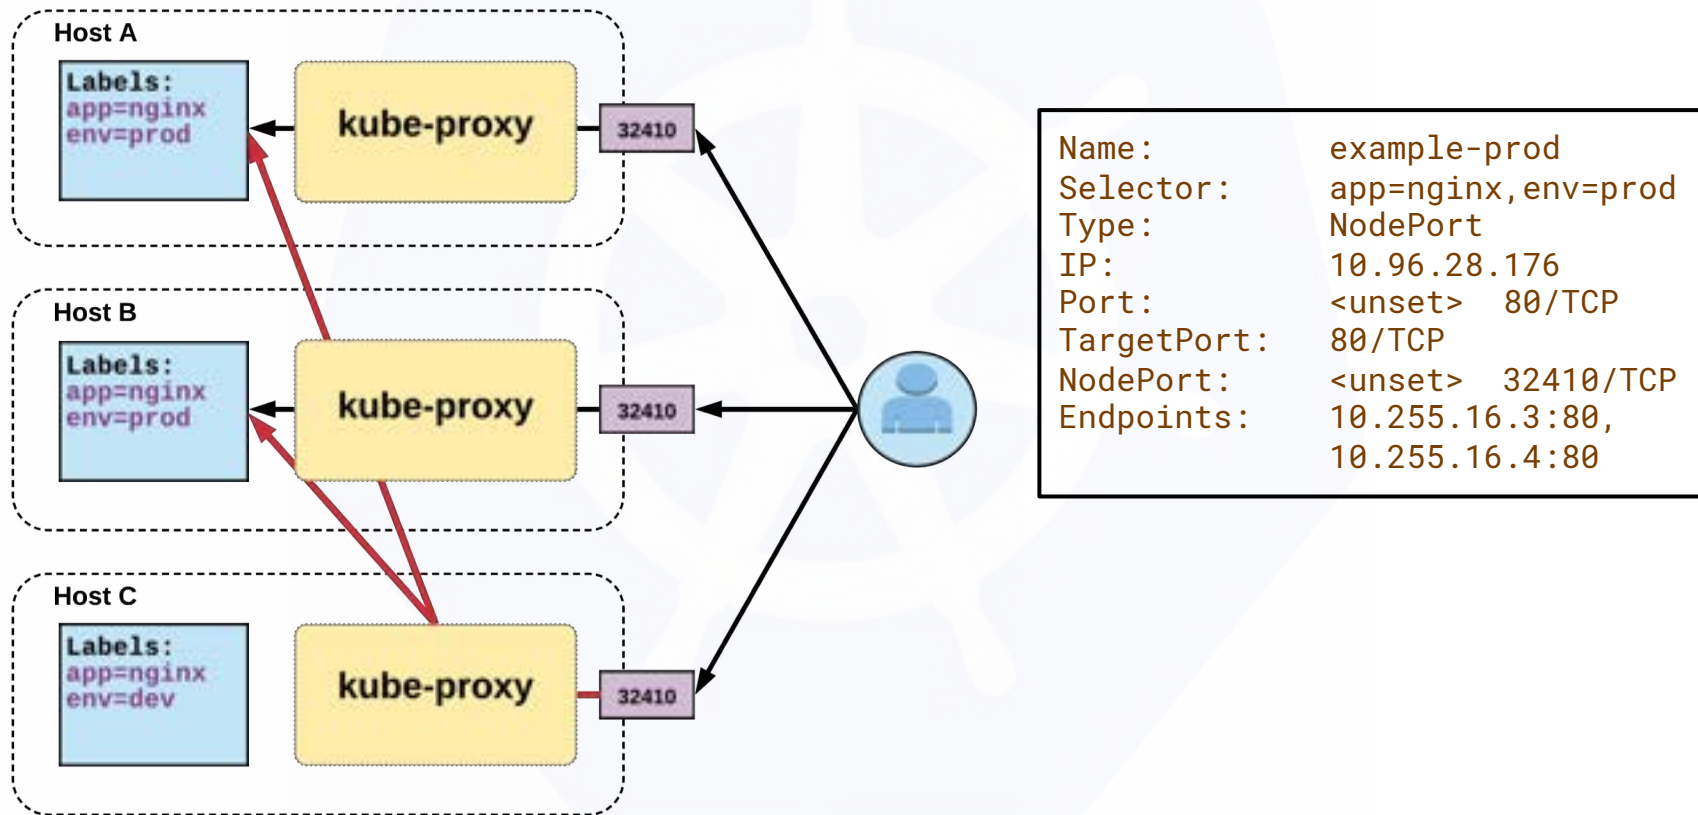 Host A
Labels:
app=nginx
env=prod
kube-proxy
32410
Host B
Labels:
app=nginx
env=prod
kube-proxy
32410
Host C
Labels:
app=nginx
env=dev
kube-proxy
32410
Name: example-prod
Selector: app=nginx,env=prod
Type: NodePort
IP: 10.96.28.176
Port: <unset> 80/TCP
TargetPort: 80/TCP
NodePort: <unset> 32410/TCP
Endpoints: 10.255.16.3:80,
10.255.16.4:80